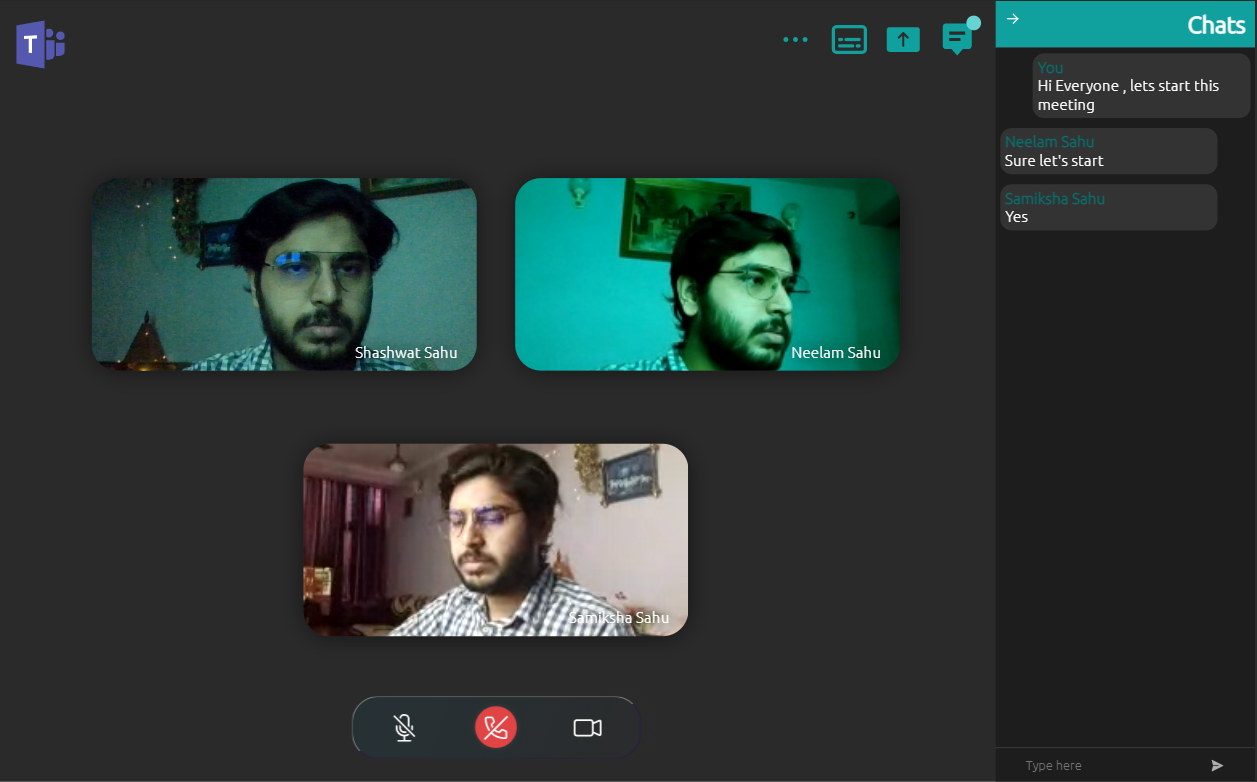 T
Chats
You
Hi Everyone , lets start this
meeting
Neelam Sahu
Sure let's start
Samiksha Sahu
Yes
Shashwat Sahu
Neelam Sahu
Samiksha Sahu
Type here